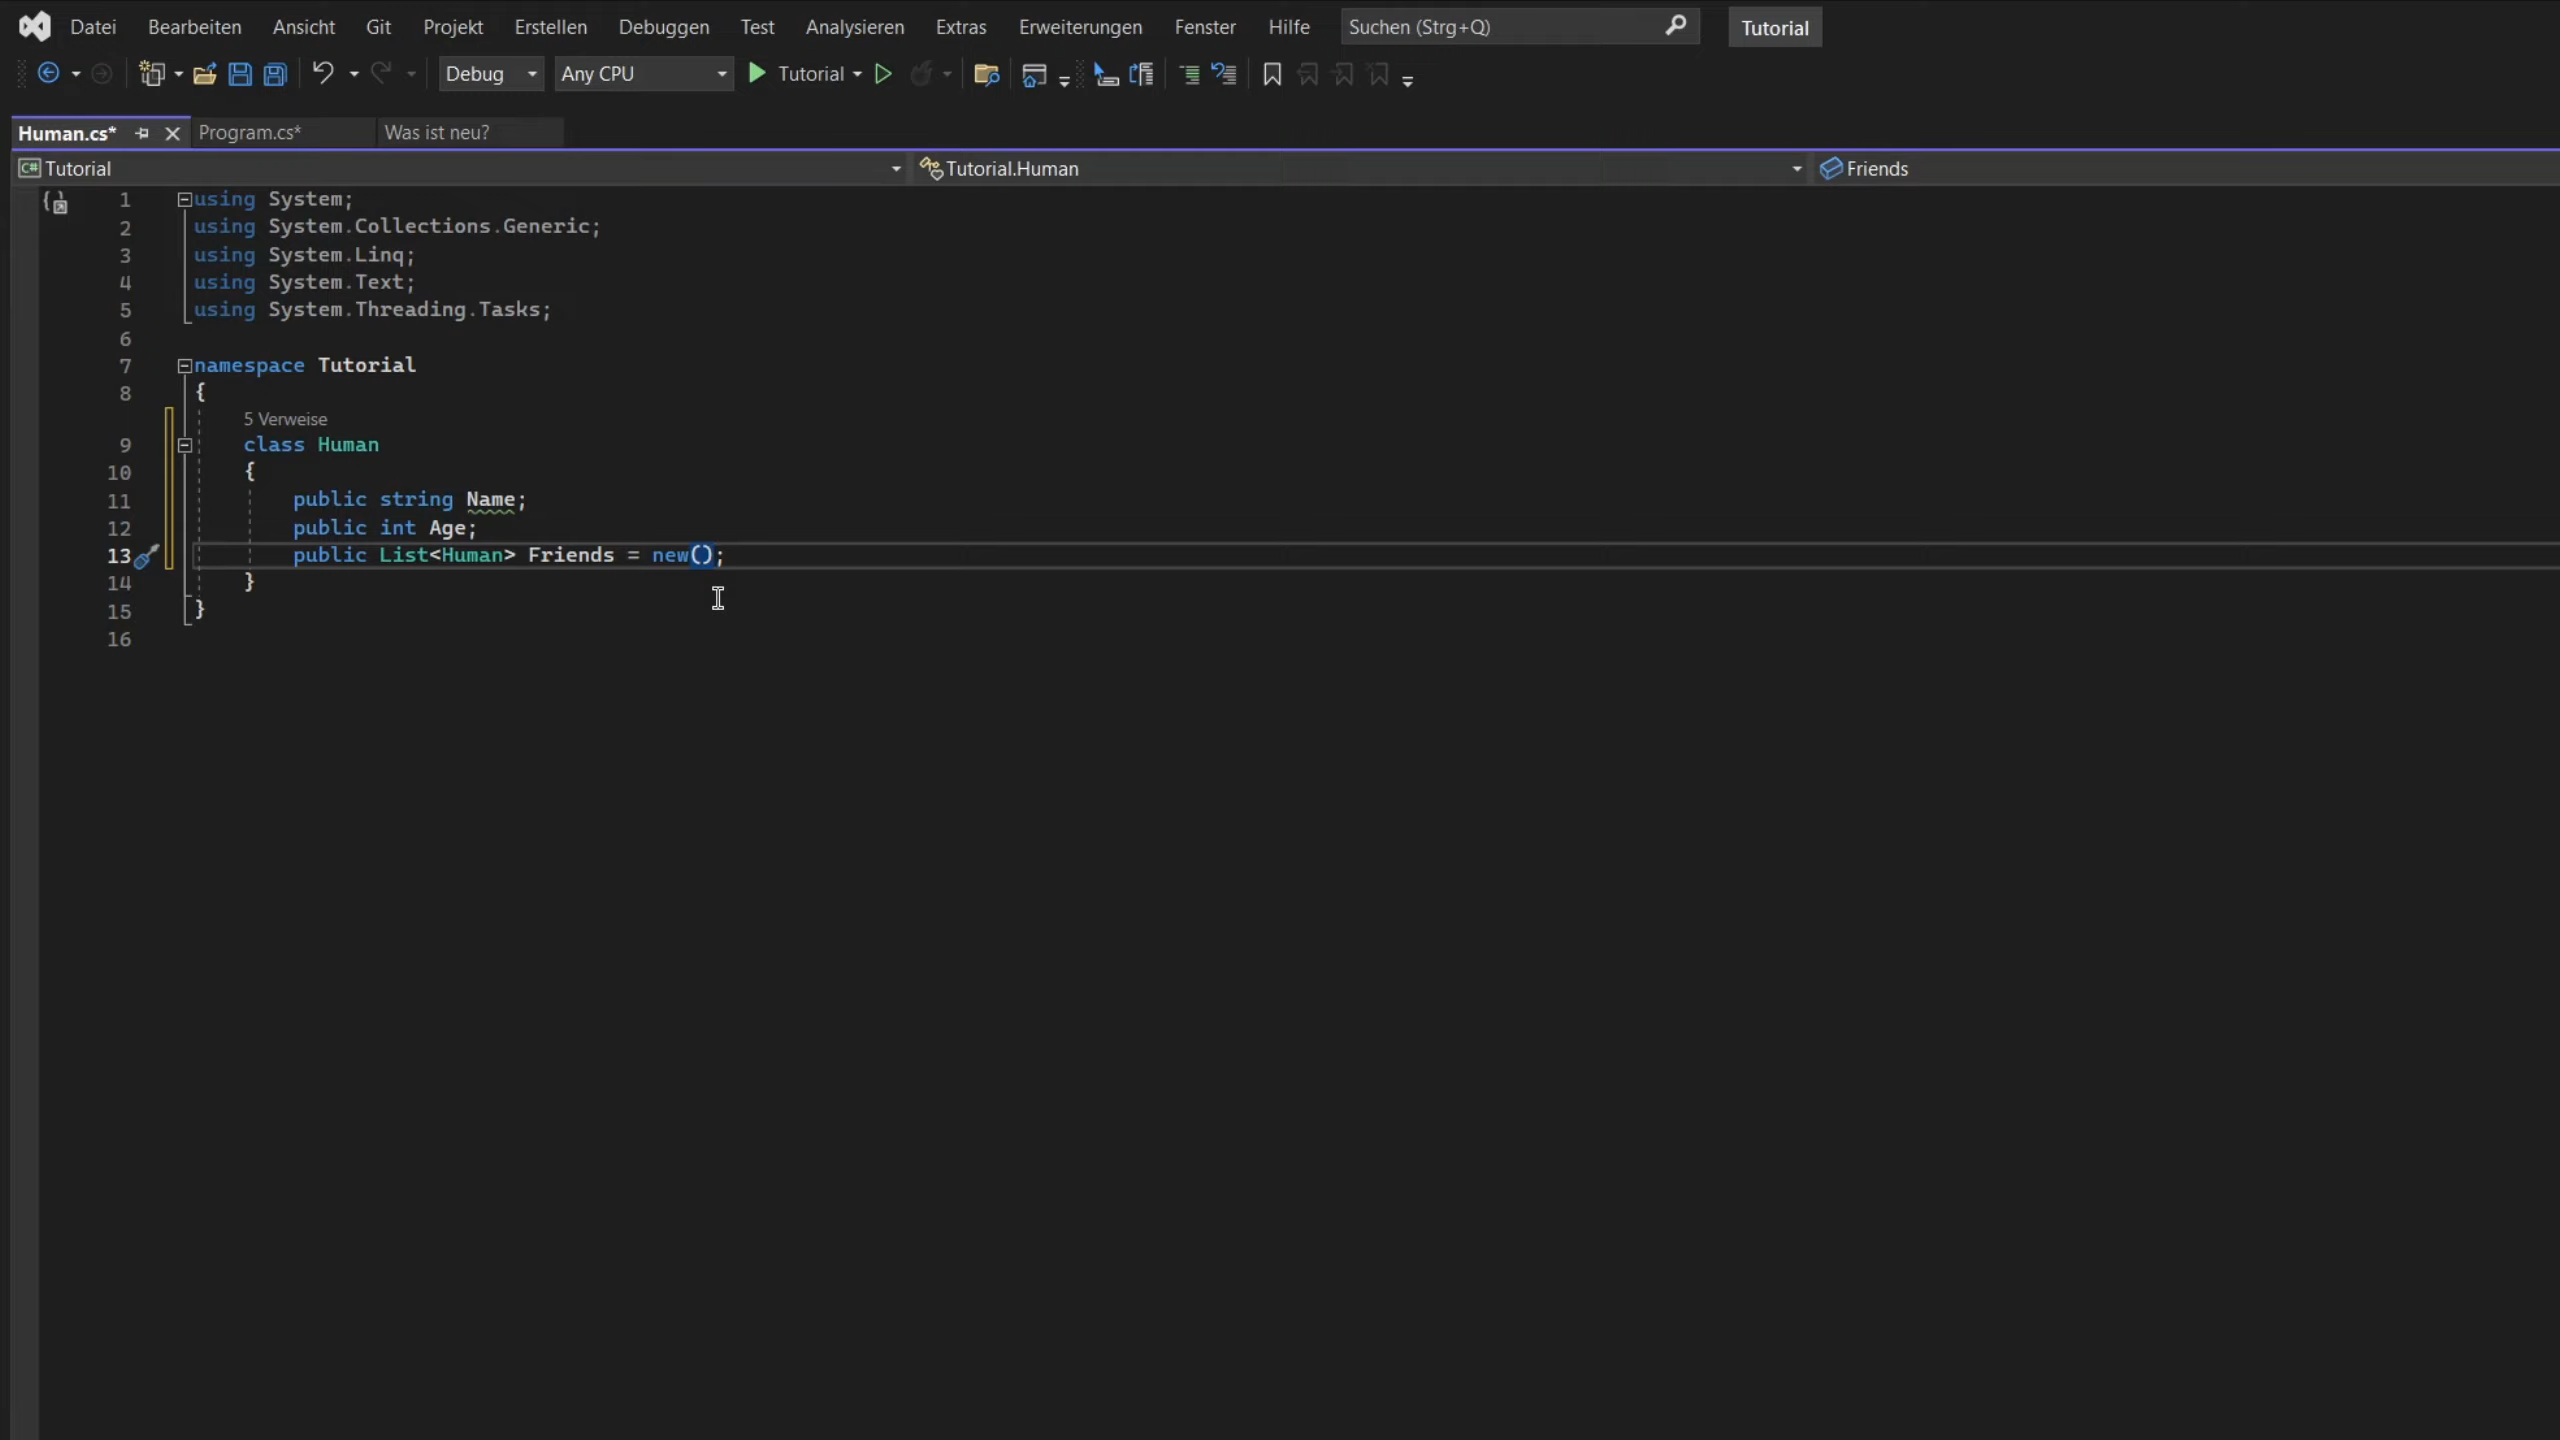 Datei Bearbeiten Ansicht Git Projekt Erstellen Debuggen Test Analysieren Extras Erweiterungen Fenster Hilfe Suchen (Strg+Q) Tutorial
Debug Any CPU Tutorial
Human.cs* Program.cs* Was ist neu?
C# Tutorial Tutorial.Human Friends
1 using System;
2 using System.Collections.Generic;
3 using System.Linq;
4 using System.Text;
5 using System.Threading.Tasks;
6
7 namespace Tutorial
8 {
5 Verweise
9 class Human
10 {
11 public string Name;
12 public int Age;
13 public List<Human> Friends = new();
14 }
15 }
16